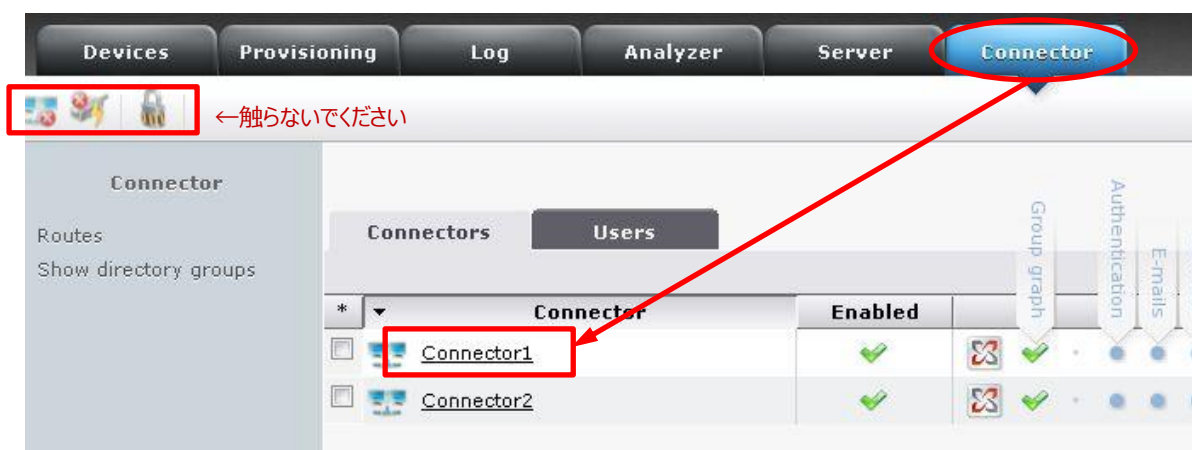 Devices Provisioning Log Analyzer Server Connector
←触らないでください
Connector
Routes
Show directory groups
Connectors Users
Group graph
Authentication
E-mails
* Connector Enabled
Connector1
Connector2